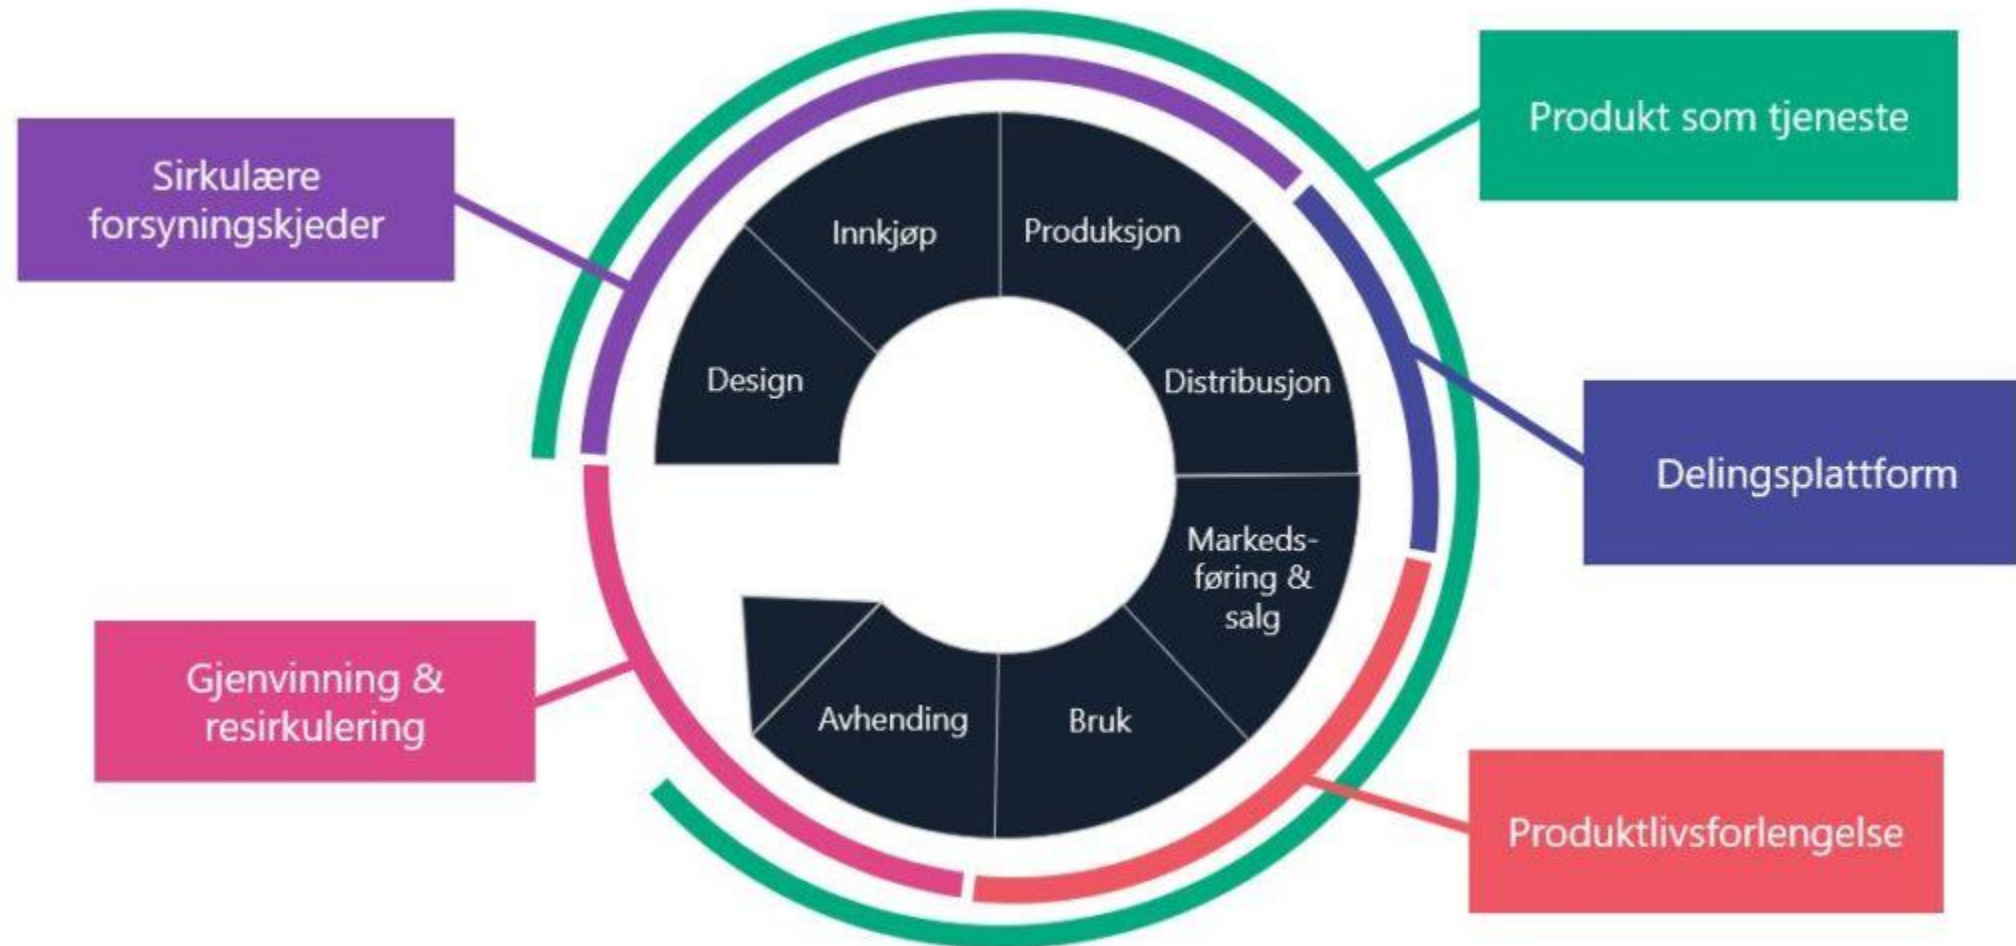 Produkt som tjeneste
Sirkulære
forsyningskjeder
Innkjøp
Produksjon
Design
Distribusjon
Delingsplattform
Markeds-
føring &
salg
Gjenvinning &
resirkulering
Avhending
Bruk
Produktlivsforlengelse